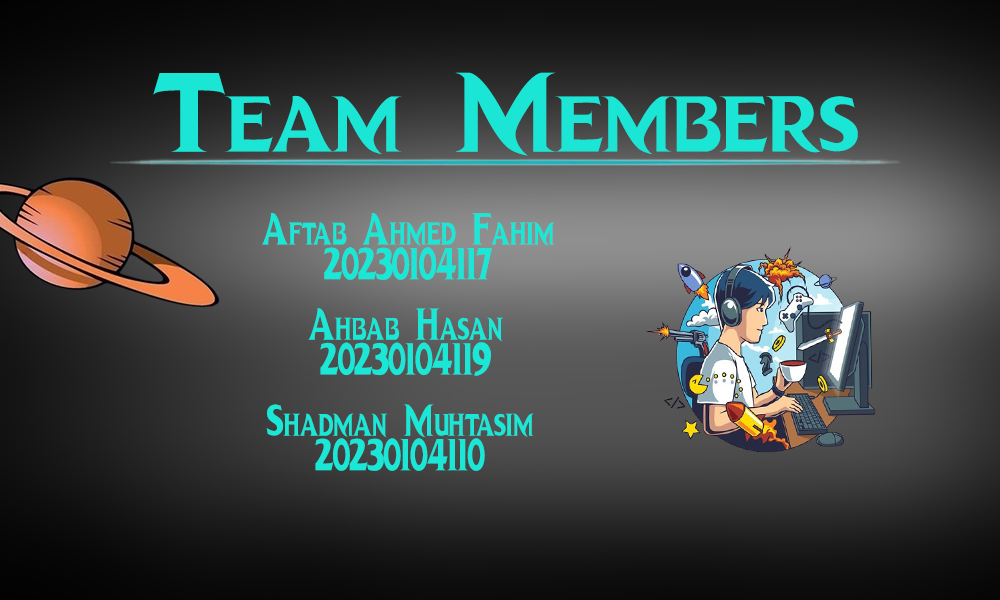 Team Members
Aftab Ahmed Fahim
20230104117
Ahbab Hasan
20230104119
Shadman Muhtasim
20230104110